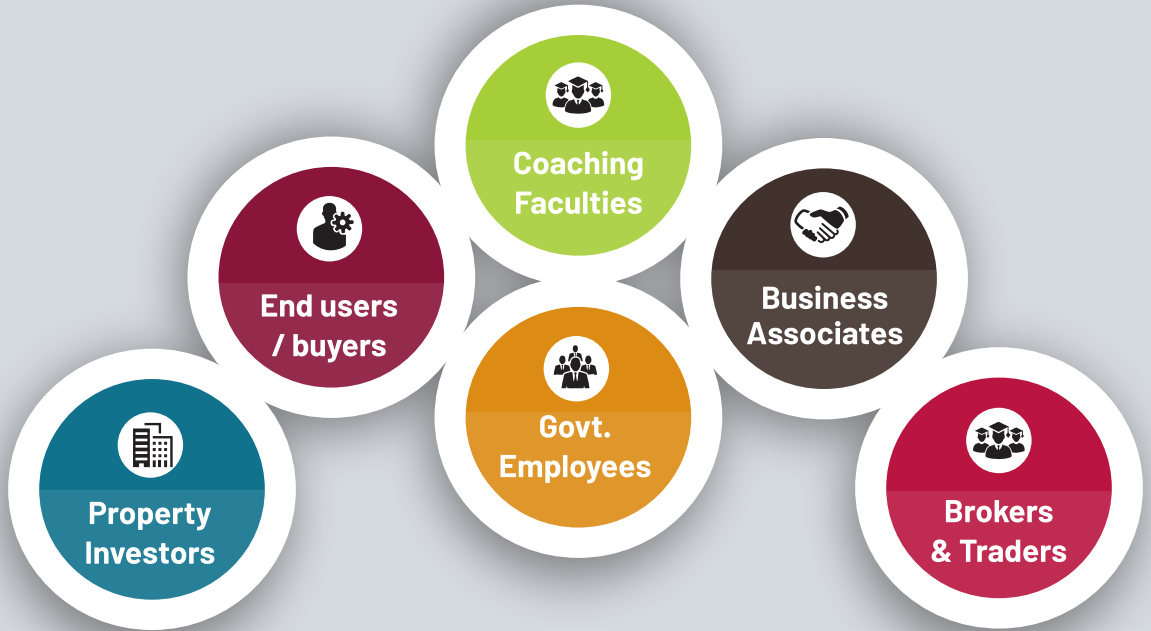 Coaching
Faculties
End users
/ buyers
Business
Associates
Govt.
Employees
Property
Investors
Brokers
& Traders